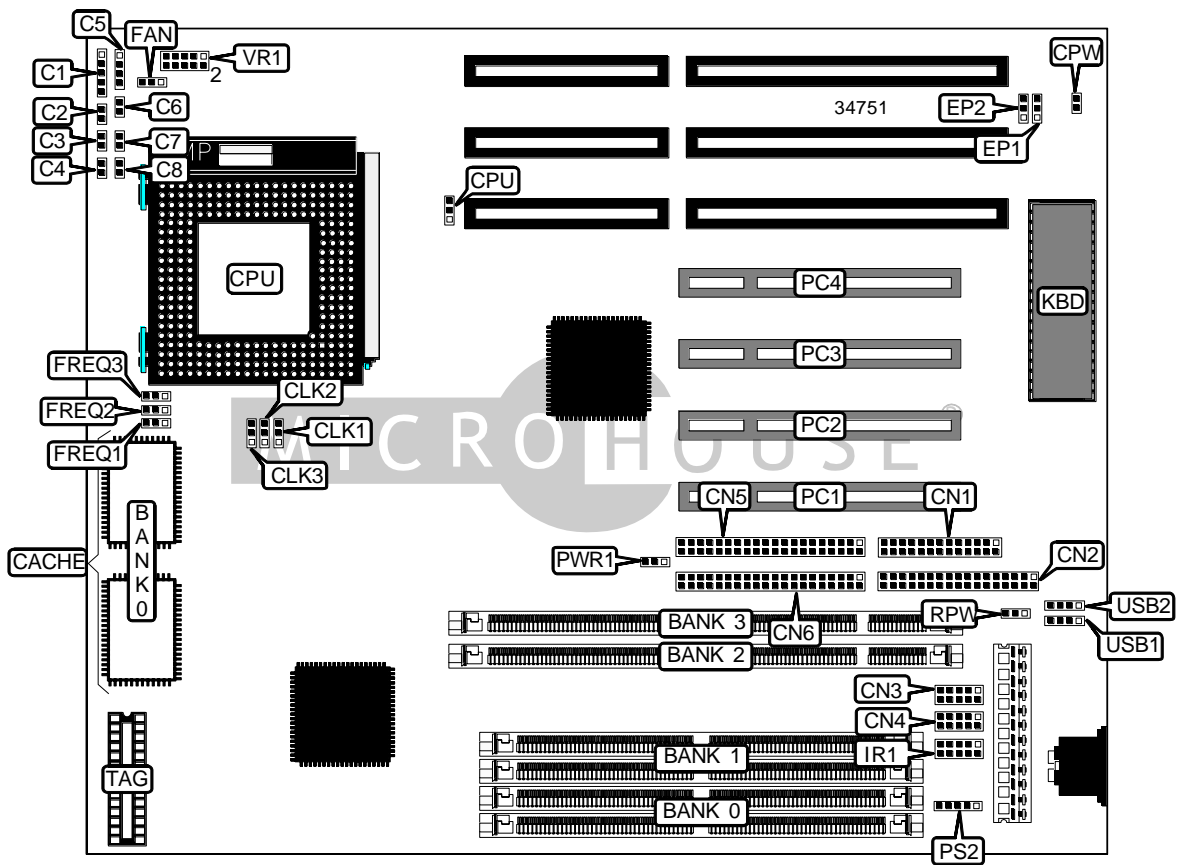 C5
FAN
VR1
2
C1
C2
C3
C4
C6
C7
C8
MP
CPU
34751
EP2
EP1
CPW
CPU
PC4
KBD
PC3
FREQ3
FREQ2
FREQ1
CLK2
CLK1
CLK3
PC2
MICROHOUSE®
PC1
CN5
CN1
CN2
PWR1
CACHE
BANK0
RPW
USB2
USB1
BANK 3
CN6
BANK 2
CN3
CN4
IR1
BANK 1
BANK 0
TAG
PS2